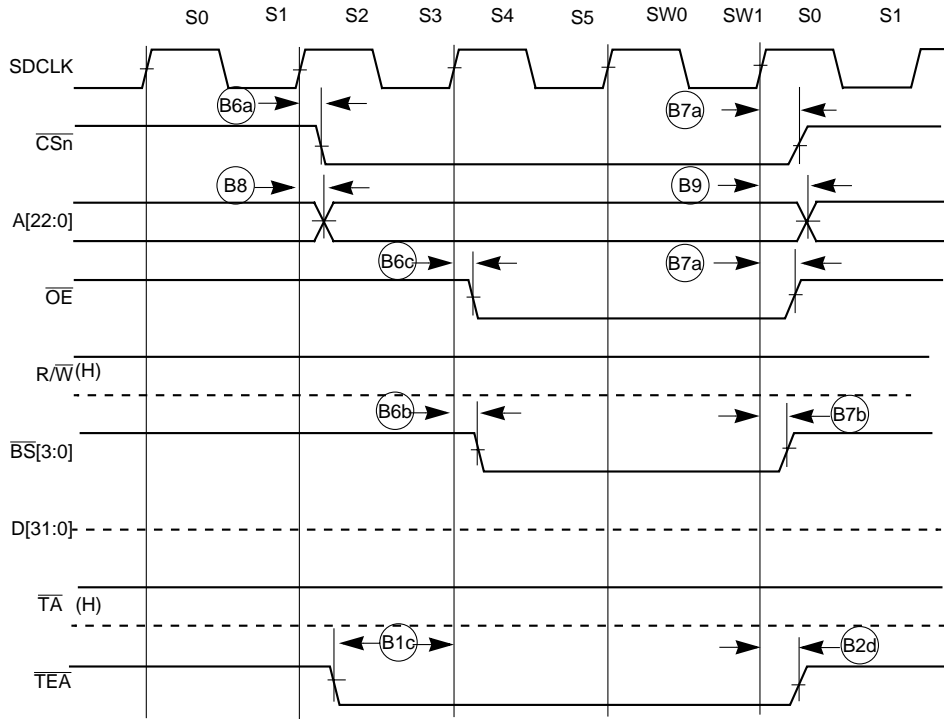 S0 S1 S2 S3 S4 S5 SW0 SW1 S0 S1
SDCLK
B6a B7a
CSn
B8 B9
A[22:0]
B6c B7a
OE
R/W (H)
B6b B7b
BS[3:0]
D[31:0]
TA (H)
B1c B2d
TEA